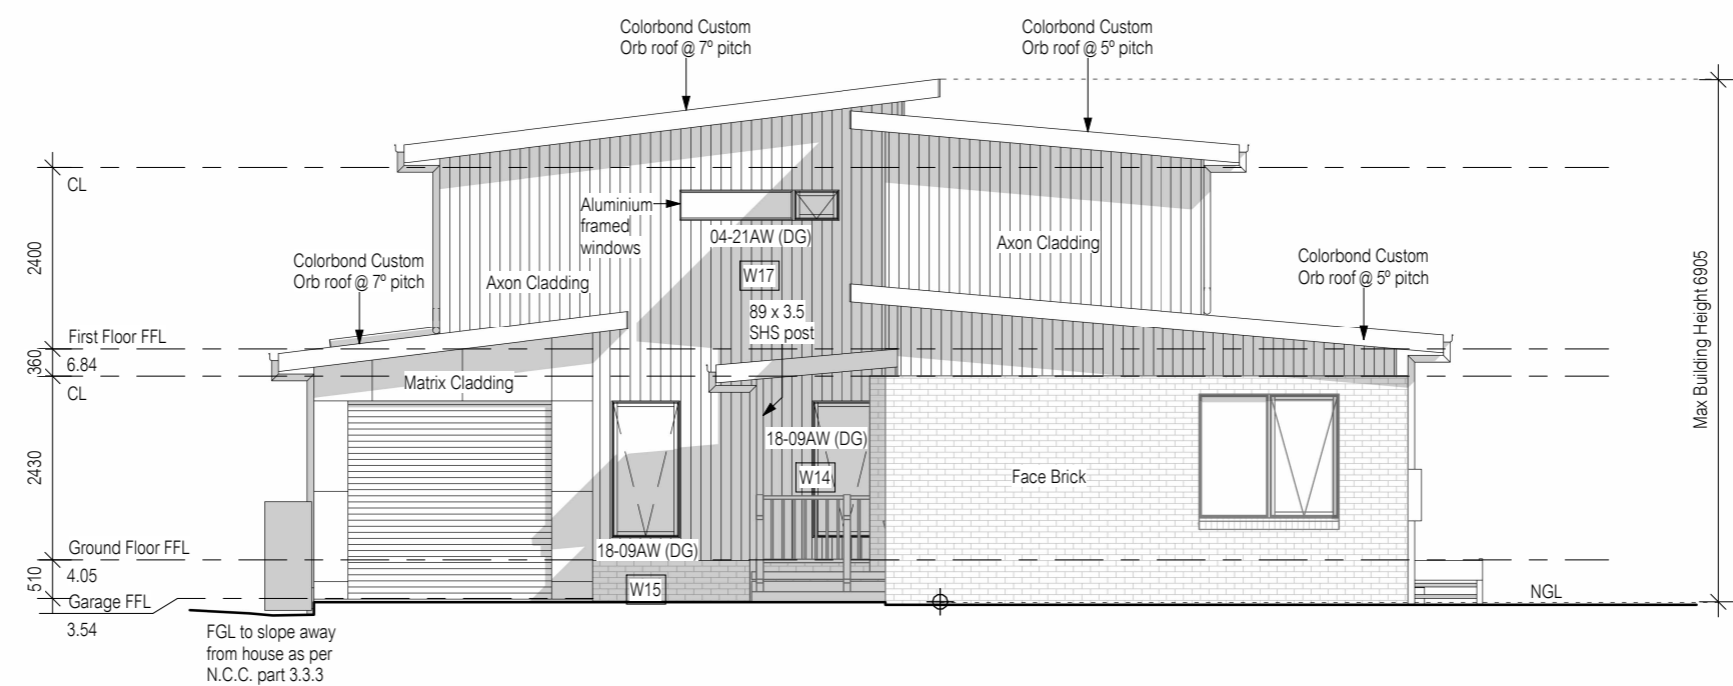 Colorbond Custom
Orb roof @ 7º pitch
Colorbond Custom
Orb roof @ 5º pitch
CL
2400
Aluminium
framed
windows
04-21AW (DG)
W17
Axon Cladding
Axon Cladding
Colorbond Custom
Orb roof @ 7º pitch
Colorbond Custom
Orb roof @ 5º pitch
89 x 3.5
SHS post
Max Building Height 6905
First Floor FFL
6.84
360
CL
Matrix Cladding
2430
18-09AW (DG)
W14
Face Brick
Ground Floor FFL
4.05
18-09AW (DG)
W15
510
Garage FFL
3.54
NGL
FGL to slope away
from house as per
N.C.C. part 3.3.3